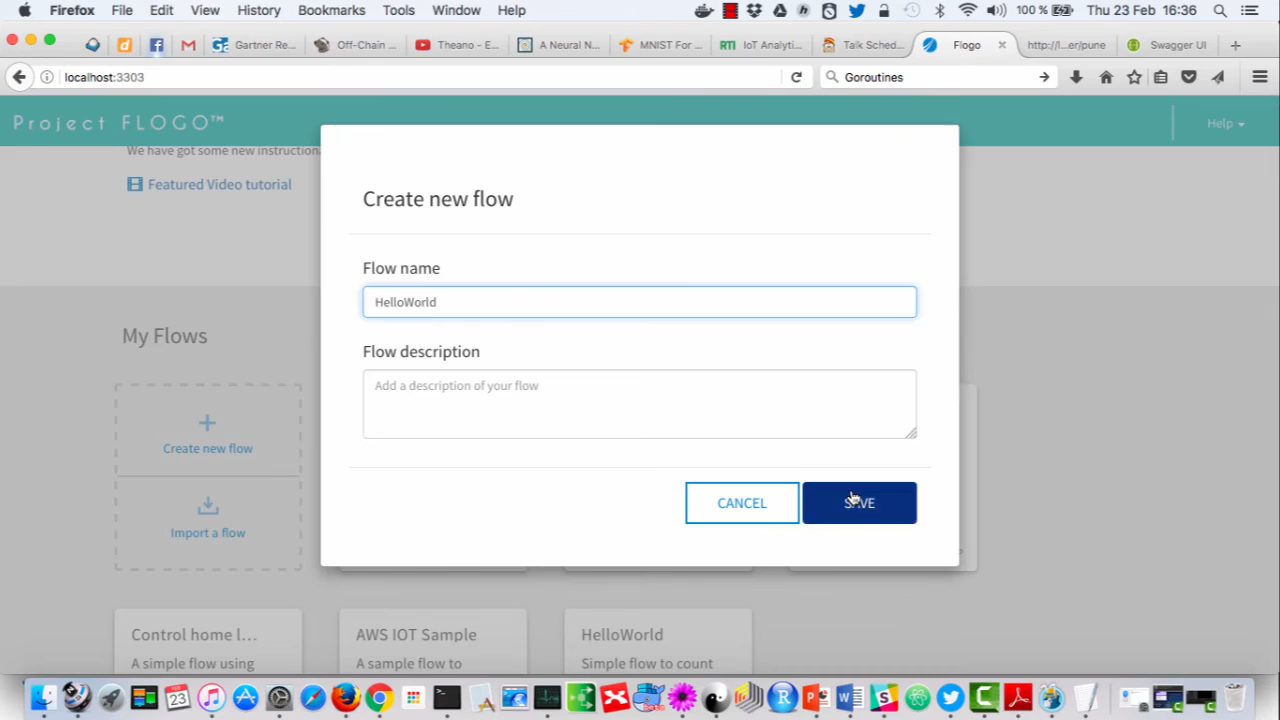 Firefox File Edit View History Bookmarks Tools Window Help 100 % Thu 23 Feb 16:36
Gartner Re... Off-Chain ... Theano - E... A Neural N... MNIST For ... RTI IoT Analyti... Talk Sched... Flogo http://l...er/pune Swagger UI
localhost:3303 Goroutines
Project FLOGO™ Help
We have got some new instruction
Featured Video tutorial
Create new flow
Flow name
HelloWorld
Flow description
Add a description of your flow
CANCEL SAVE
My Flows
Create new flow
Import a flow
Control home l... AWS IOT Sample HelloWorld
A simple flow using A sample flow to Simple flow to count